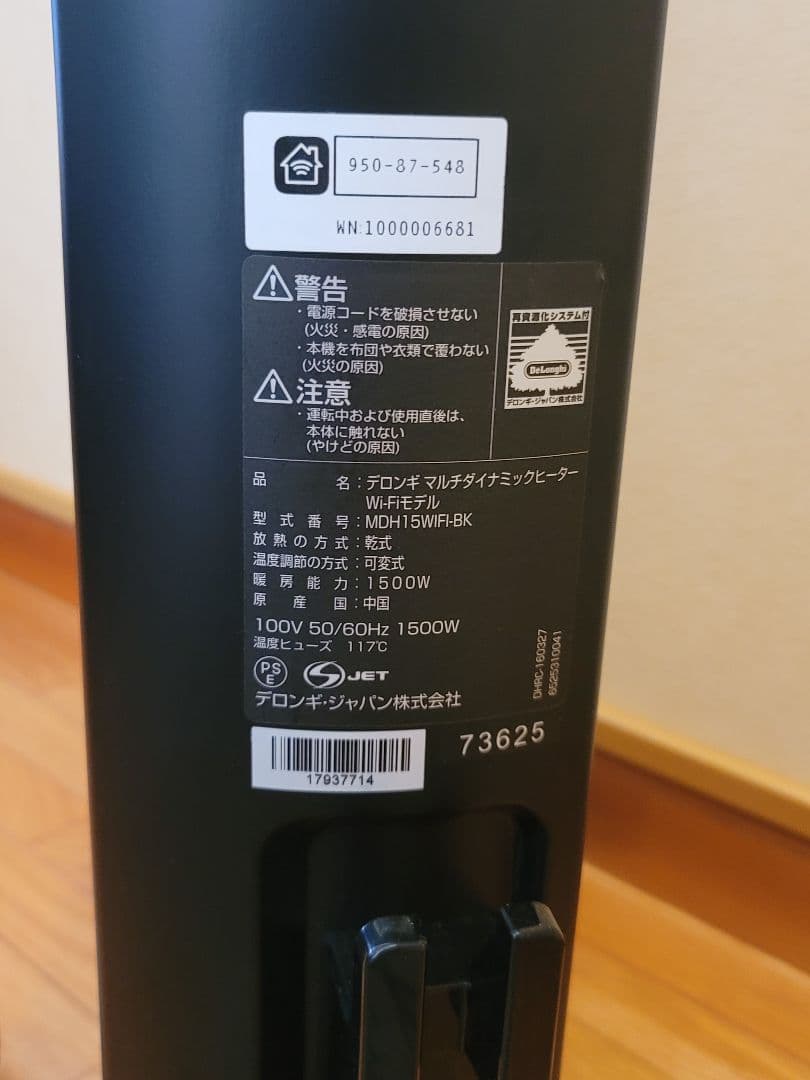 950-87-548
WN:1000006681
警告
・電源コードを破損させない
(火災・感電の原因)
・本機を布団や衣類で覆わない
(火災の原因)
注意
・運転中および使用直後は、
本体に触れない
(やけどの原因)
再資源化システム付
DeLonghi
デロンギ・ジャパン株式会社
品名：デロンギ マルチダイナミックヒーター
Wi-Fiモデル
型式番号：MDH15WIFI-BK
放熱の方式：乾式
温度調節の方式：可変式
暖房能力：1500W
原産国：中国
100V 50/60Hz 1500W
温度ヒューズ 117℃
PS
E
JET
デロンギ・ジャパン株式会社
DHRC-160327
6525310041
17937714
73625